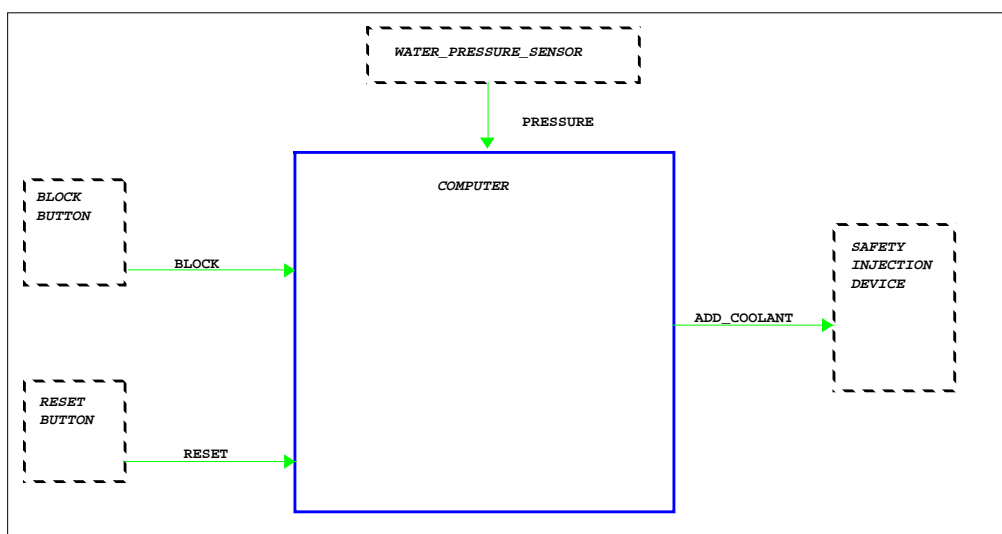 WATER_PRESSURE_SENSOR
PRESSURE
COMPUTER
BLOCK
BUTTON
BLOCK
SAFETY
INJECTION
DEVICE
ADD_COOLANT
RESET
BUTTON
RESET